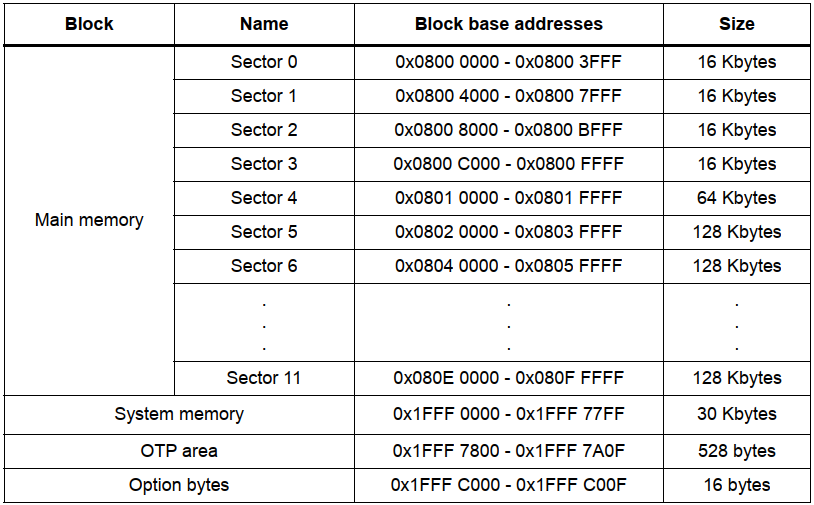 Block Name Block base addresses Size
Sector 0 0x0800 0000 - 0x0800 3FFF 16 Kbytes
Sector 1 0x0800 4000 - 0x0800 7FFF 16 Kbytes
Sector 2 0x0800 8000 - 0x0800 BFFF 16 Kbytes
Sector 3 0x0800 C000 - 0x0800 FFFF 16 Kbytes
Sector 4 0x0801 0000 - 0x0801 FFFF 64 Kbytes
Main memory
Sector 5 0x0802 0000 - 0x0803 FFFF 128 Kbytes
Sector 6 0x0804 0000 - 0x0805 FFFF 128 Kbytes
. . .
. . .
. . .
Sector 11 0x080E 0000 - 0x080F FFFF 128 Kbytes
System memory 0x1FFF 0000 - 0x1FFF 77FF 30 Kbytes
OTP area 0x1FFF 7800 - 0x1FFF 7A0F 528 bytes
Option bytes 0x1FFF C000 - 0x1FFF C00F 16 bytes